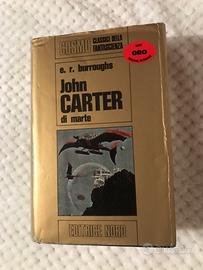 COSMO CLASSICI DELLA
FANTASCIENZA
ORO
e. r. burroughs
John
CARTER
di marte
EDITRICE NORD